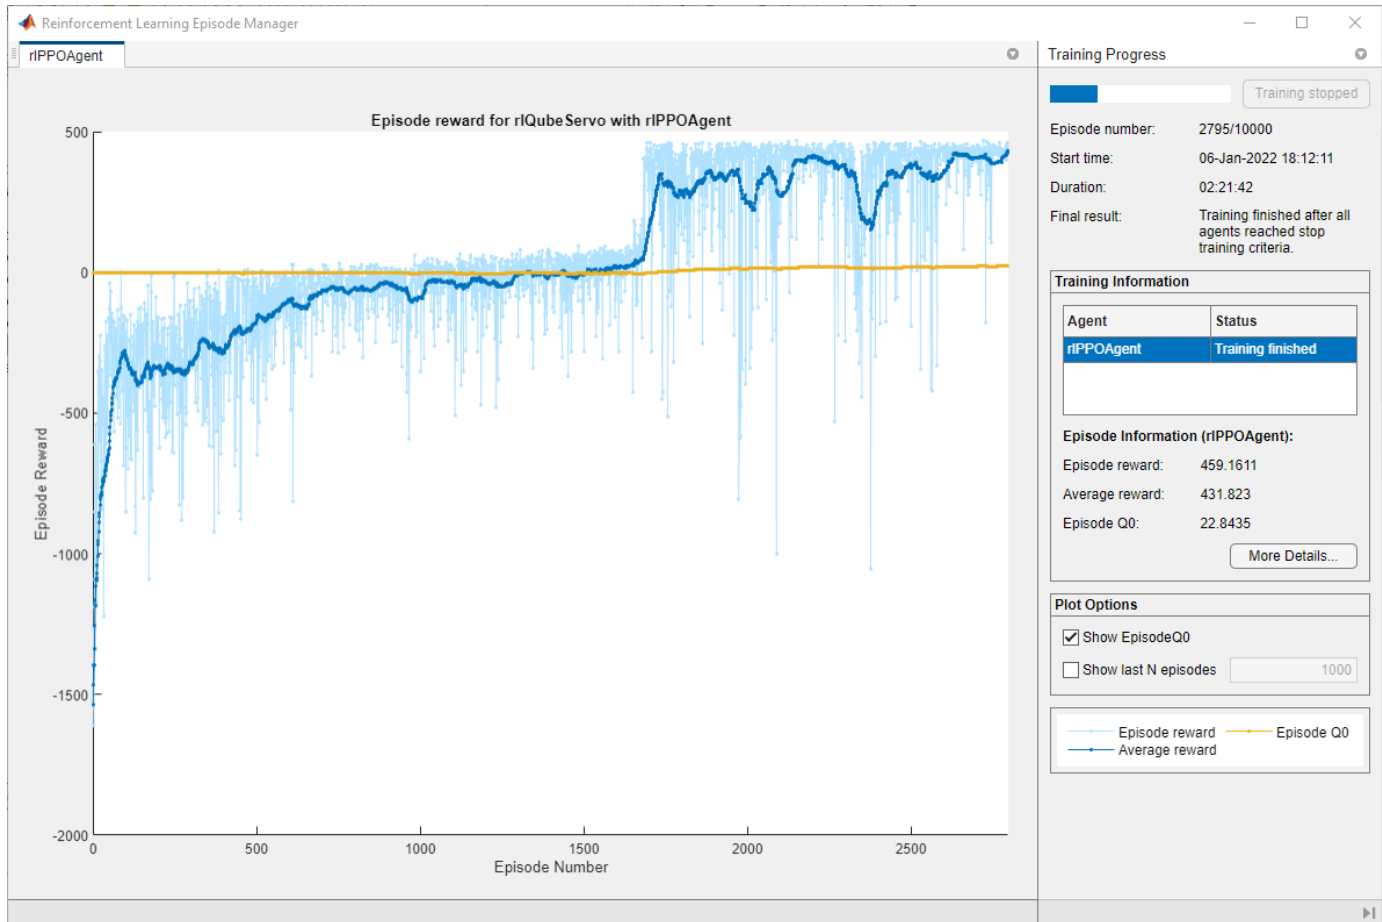 Reinforcement Learning Episode Manager
rlPPOAgent
Episode reward for rlQubeServo with rlPPOAgent
500
0
-500
-1000
-1500
-2000
Episode Reward
0 500 1000 1500 2000 2500
Episode Number
Training Progress
Training stopped
Episode number: 2795/10000
Start time: 06-Jan-2022 18:12:11
Duration: 02:21:42
Final result: Training finished after all
agents reached stop
training criteria.
Training Information
Agent Status
rlPPOAgent Training finished
Episode Information (rlPPOAgent):
Episode reward: 459.1611
Average reward: 431.823
Episode Q0: 22.8435
More Details...
Plot Options
Show EpisodeQ0
Show last N episodes 1000
Episode reward Episode Q0
Average reward